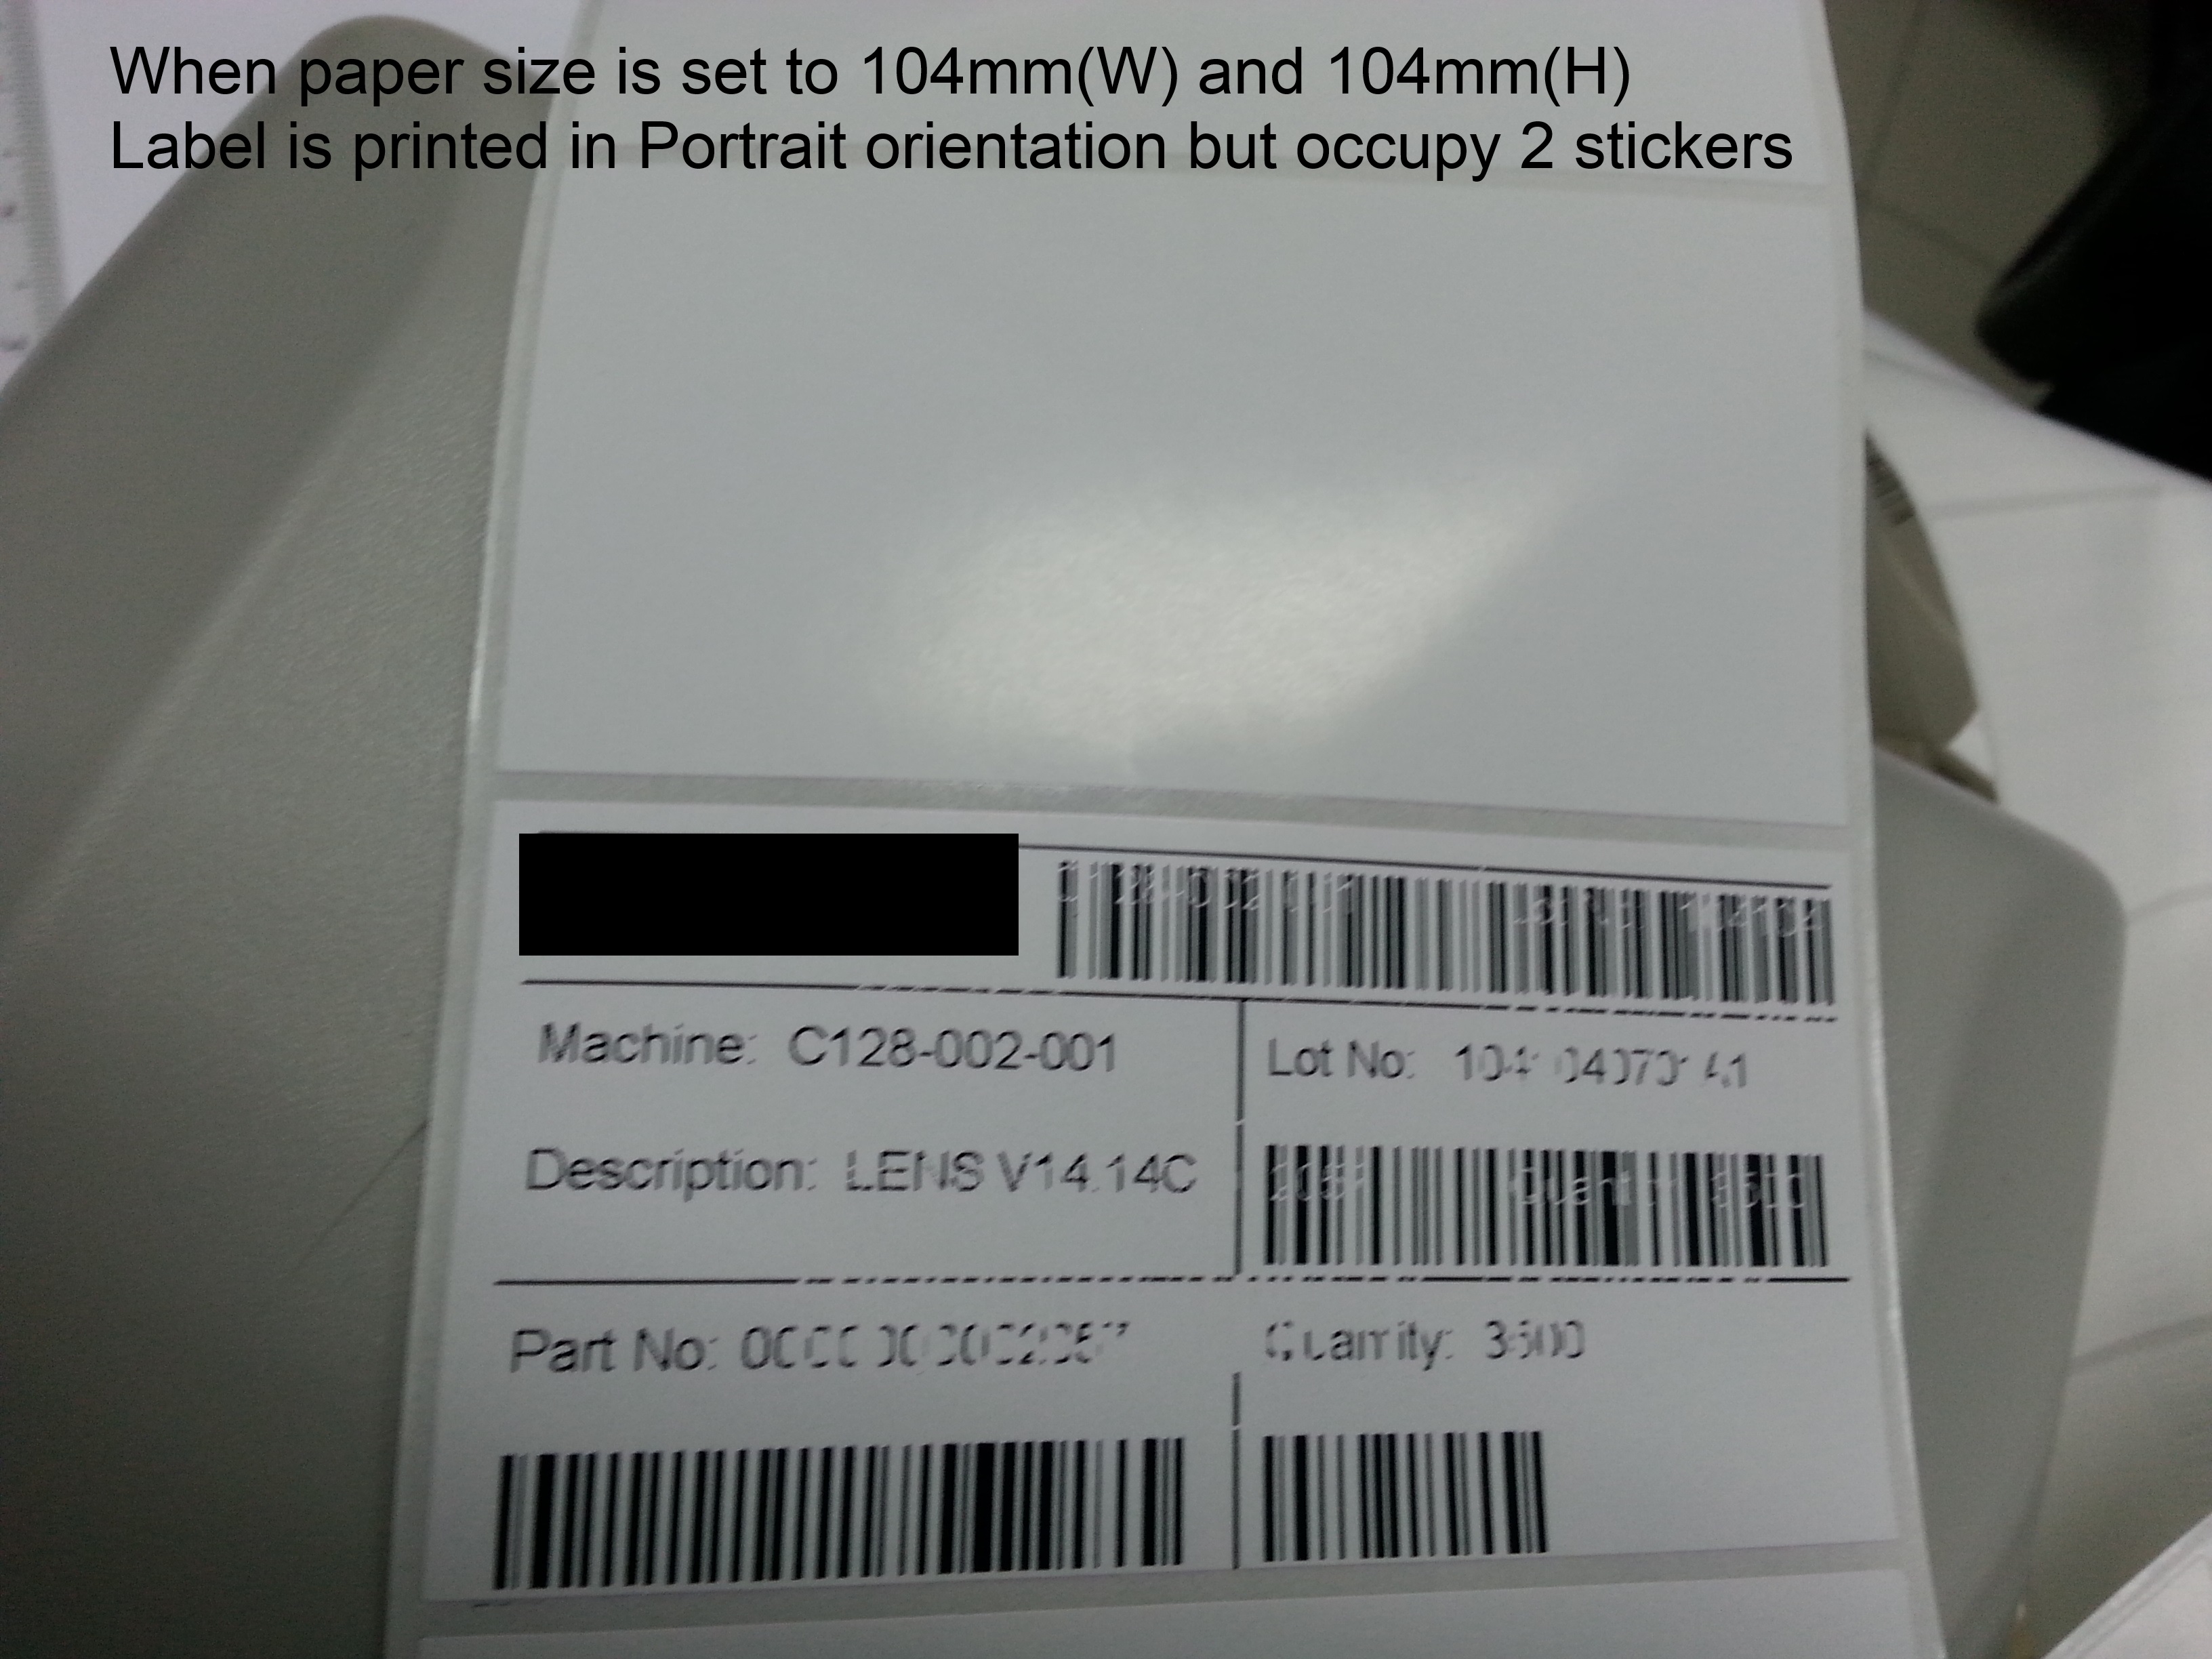 When paper size is set to 104mm(W) and 104mm(H)
Label is printed in Portrait orientation but occupy 2 stickers
Machine: C128-002-001
Lot No:
Description: LENS V14.14C
Part No:
Quantity: 3500